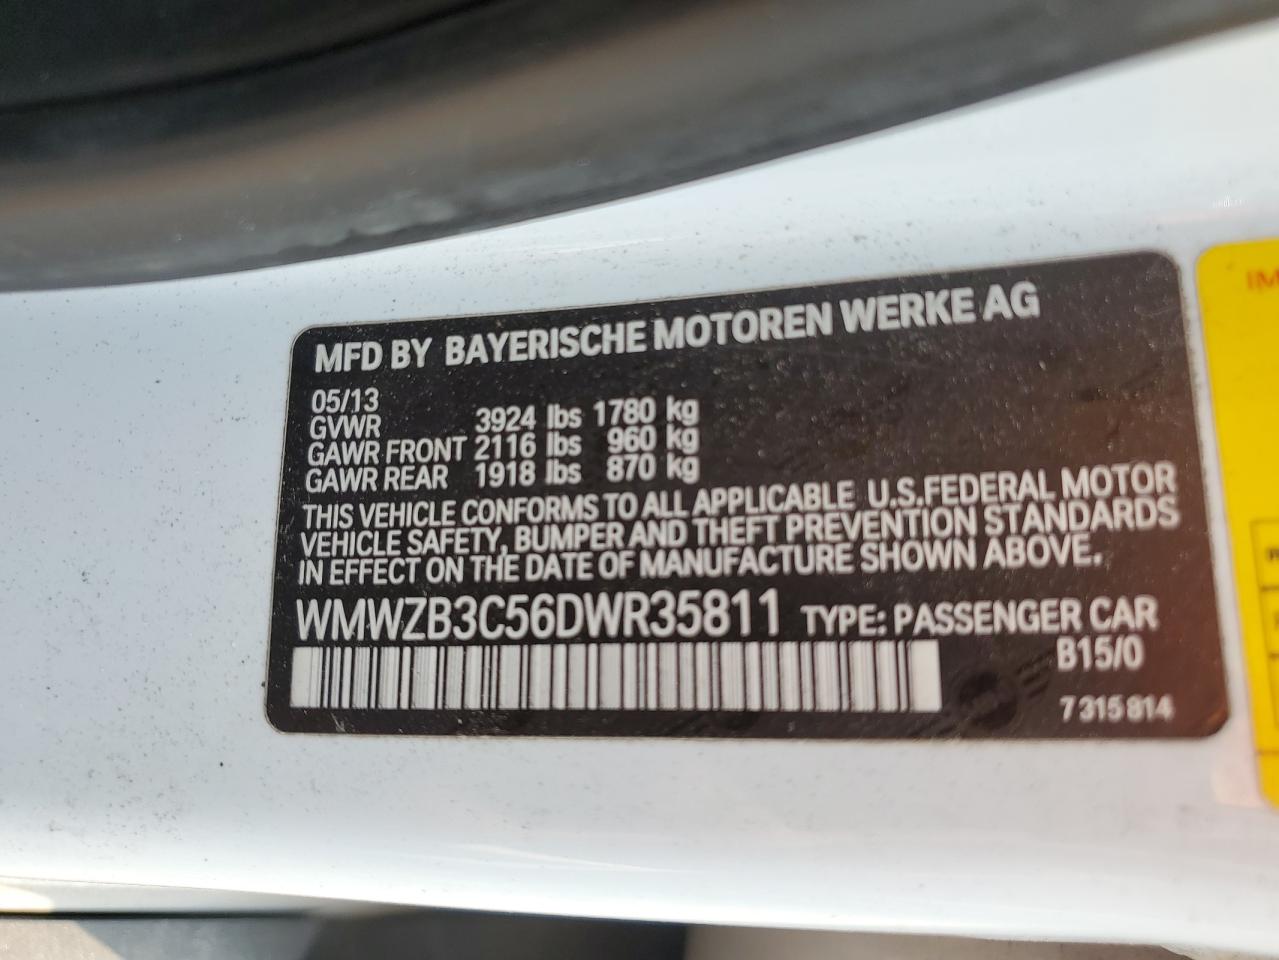 MFD BY BAYERISCHE MOTOREN WERKE AG
05/13
GVWR 3924 lbs 1780 kg
GAWR FRONT 2116 lbs 960 kg
GAWR REAR 1918 lbs 870 kg
THIS VEHICLE CONFORMS TO ALL APPLICABLE U.S.FEDERAL MOTOR
VEHICLE SAFETY, BUMPER AND THEFT PREVENTION STANDARDS
IN EFFECT ON THE DATE OF MANUFACTURE SHOWN ABOVE.
WMWZB3C56DWR35811 TYPE: PASSENGER CAR
B15/0
7 315 814
IM